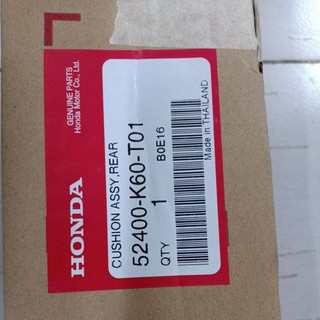 GENUINE PARTS
Honda Motor Co., Ltd.
HONDA
CUSHION ASSY,REAR
52400-K60-T01
B0E16
QTY 1
Made in THAILAND